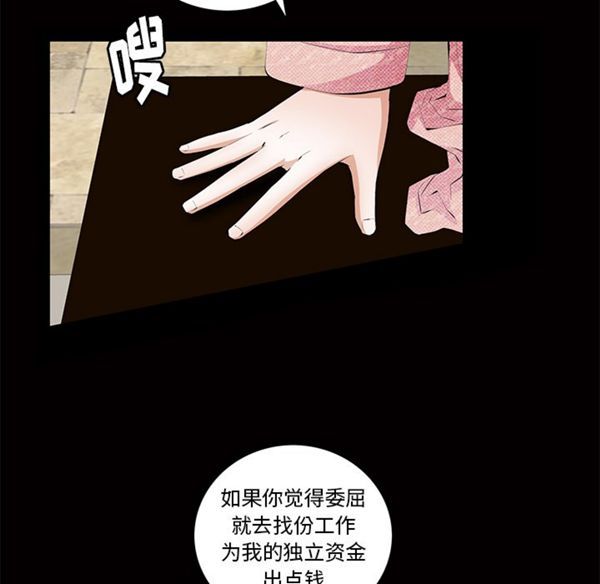 嗖
如果你觉得委屈
就去找份工作
为我的独立资金
出点钱